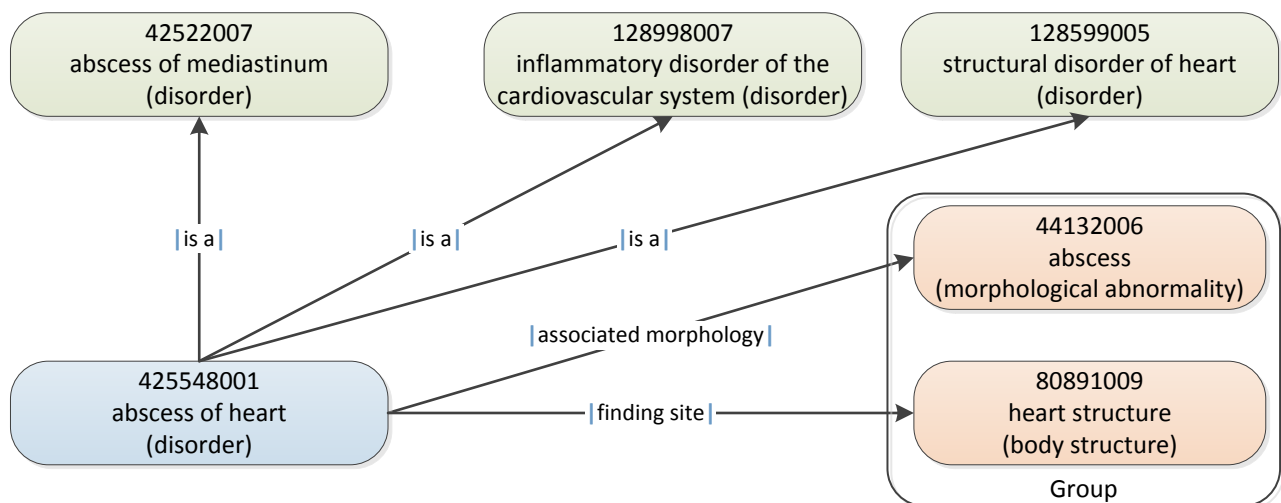 42522007
abscess of mediastinum
(disorder)
128998007
inflammatory disorder of the
cardiovascular system (disorder)
128599005
structural disorder of heart
(disorder)
|is a|
|is a|
|is a|
44132006
abscess
(morphological abnormality)
|associated morphology|
425548001
abscess of heart
(disorder)
|finding site|
80891009
heart structure
(body structure)
Group